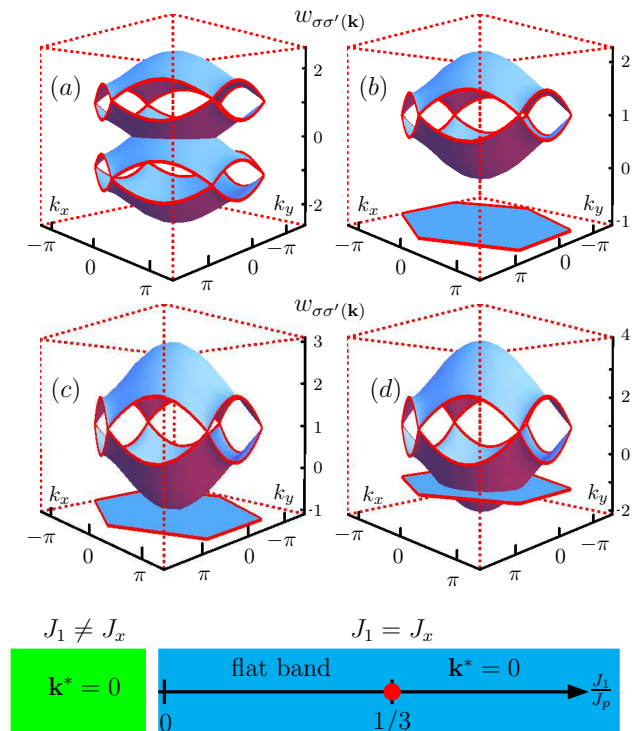 w_{σσ′(𝐤)}
(a)
2
0
-2
k_x
k_y
−π
0
π
π
0
−π
(b)
2
1
0
-1
k_x
k_y
−π
0
π
π
0
−π
w_{σσ′(𝐤)}
(c)
3
2
1
0
-1
k_x
k_y
−π
0
π
π
0
−π
(d)
4
2
0
-2
k_x
k_y
−π
0
π
π
0
−π
J_1 ≠ J_x
J_1 = J_x
𝐤* = 0
flat band
𝐤* = 0
J_1/J_p
0
1/3